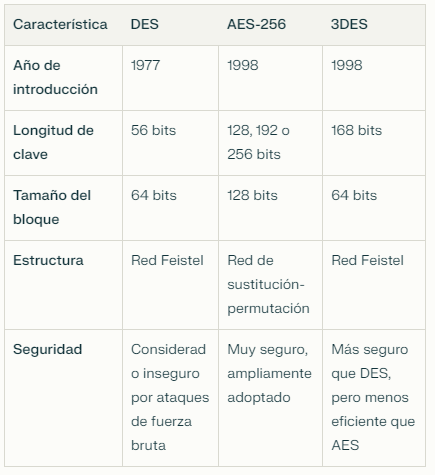 Característica DES AES-256 3DES
Año de introducción 1977 1998 1998
Longitud de clave 56 bits 128, 192 o 256 bits 168 bits
Tamaño del bloque 64 bits 128 bits 64 bits
Estructura Red Feistel Red de sustitución-permutación Red Feistel
Seguridad Considerado inseguro por ataques de fuerza bruta Muy seguro, ampliamente adoptado Más seguro que DES, pero menos eficiente que AES